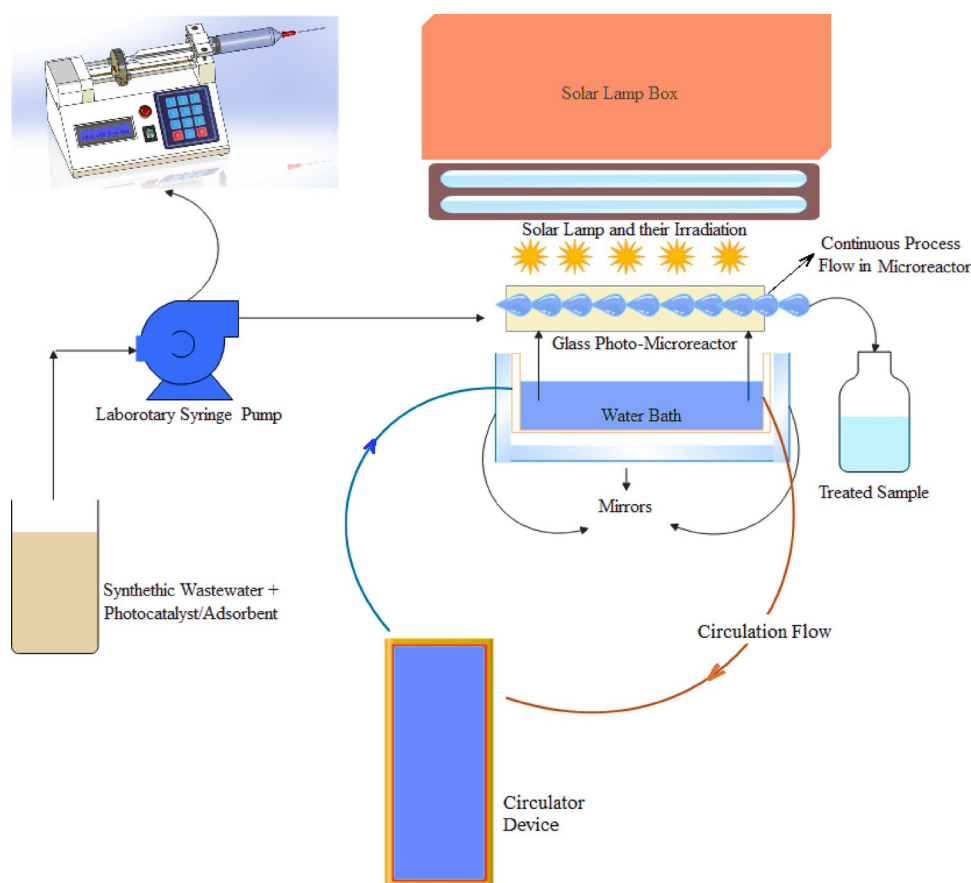 Solar Lamp Box
Solar Lamp and their Irradiation
Continuous Process
Flow in Microreactor
Glass Photo-Microreactor
Laborotary Syringe Pump
Water Bath
Treated Sample
Mirrors
Synthethic Wastewater +
Photocatalyst/Adsorbent
Circulation Flow
Circulator
Device